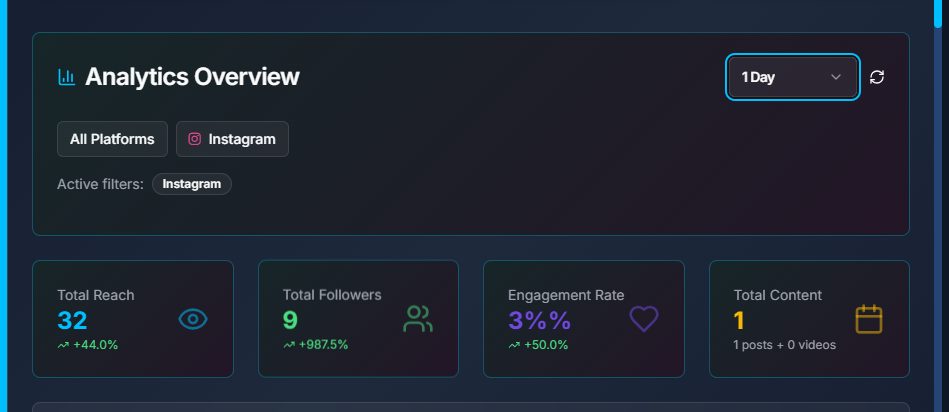 Analytics Overview
1 Day
All Platforms
Instagram
Active filters: Instagram
Total Reach
32
+44.0%
Total Followers
9
+987.5%
Engagement Rate
3%%
+50.0%
Total Content
1
1 posts + 0 videos